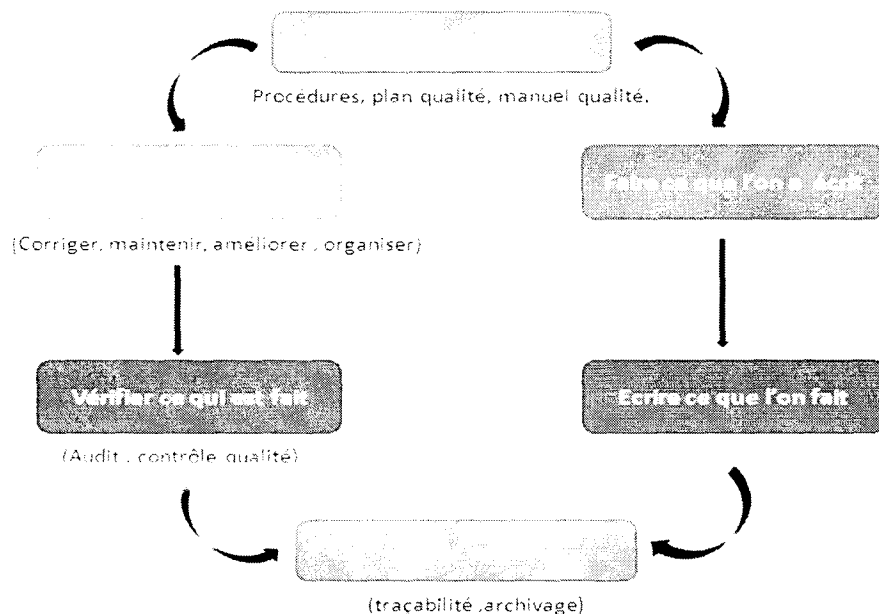 Procédures, plan qualité, manuel qualité.
Faire ce que l'on a écrit
(Corriger, maintenir, améliorer , organiser)
Vérifier ce qui est fait
Ecrire ce que l'on fait
(Audit , contrôle qualité)
(traçabilité ,archivage)